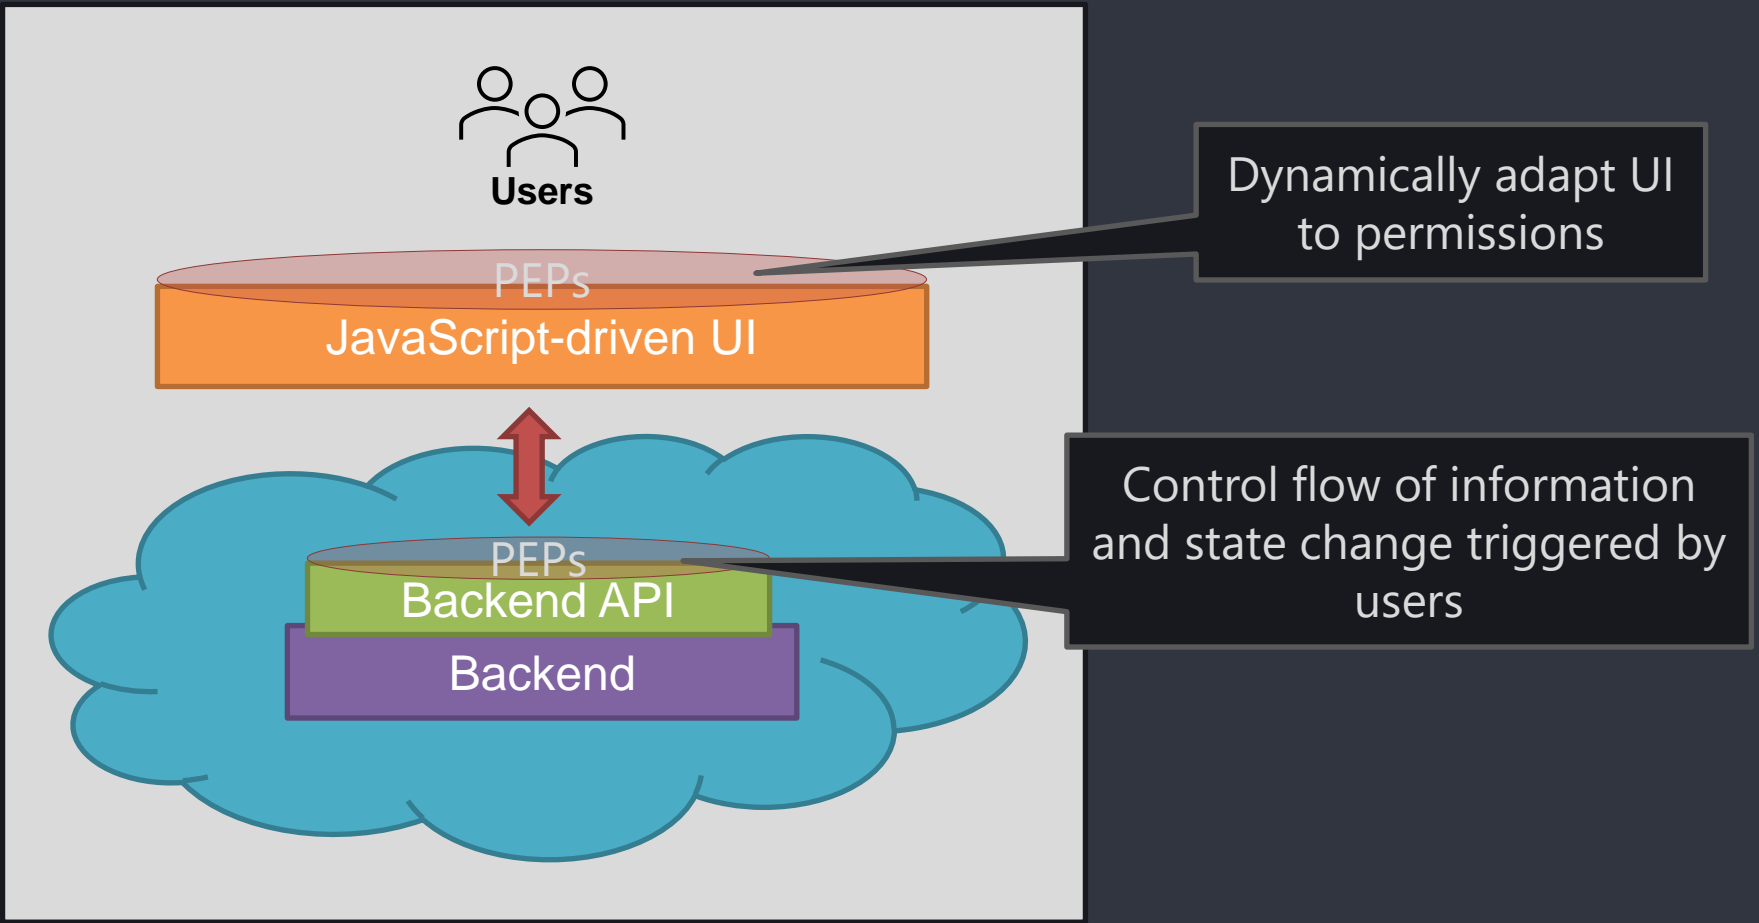 Users
PEPs
JavaScript-driven UI
PEPs
Backend API
Backend
Dynamically adapt UI
to permissions
Control flow of information
and state change triggered by
users